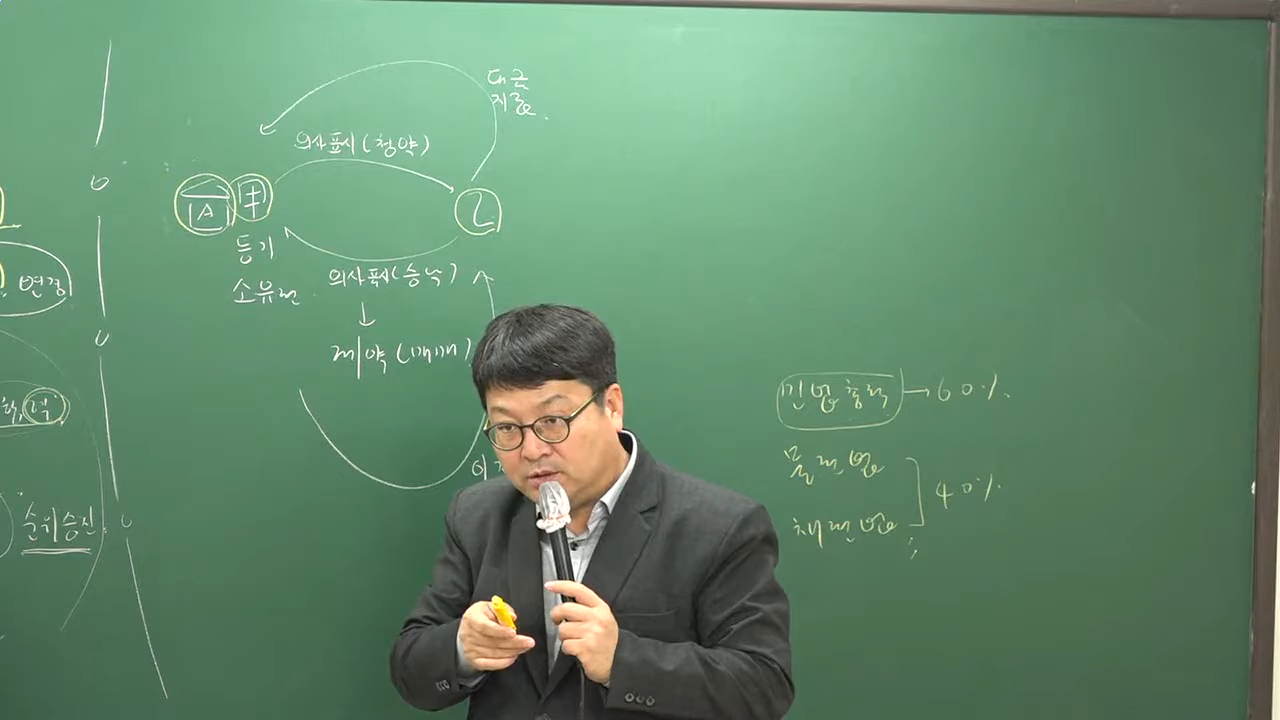 변경
순위승진
대금
지급
의사표시(청약)
A 甲 乙
등기
소유권
의사표시(승낙)
↓
계약(매매)
민법총칙 → 60%
물권법
채권법
40%